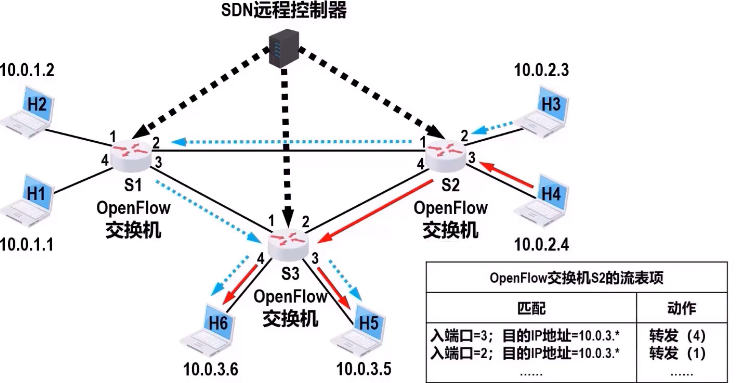 SDN远程控制器
10.0.1.2
H2
10.0.2.3
H3
1
2
1
2
4
3
4
3
S1
S2
H1
H4
OpenFlow
交换机
OpenFlow
交换机
10.0.1.1
10.0.2.4
1
2
4
3
S3
OpenFlow
交换机
H6
H5
10.0.3.6
10.0.3.5
OpenFlow交换机S2的流表项
匹配 动作
入端口=3；目的IP地址=10.0.3.* 转发（4）
入端口=2；目的IP地址=10.0.3.* 转发（1）
…… ……